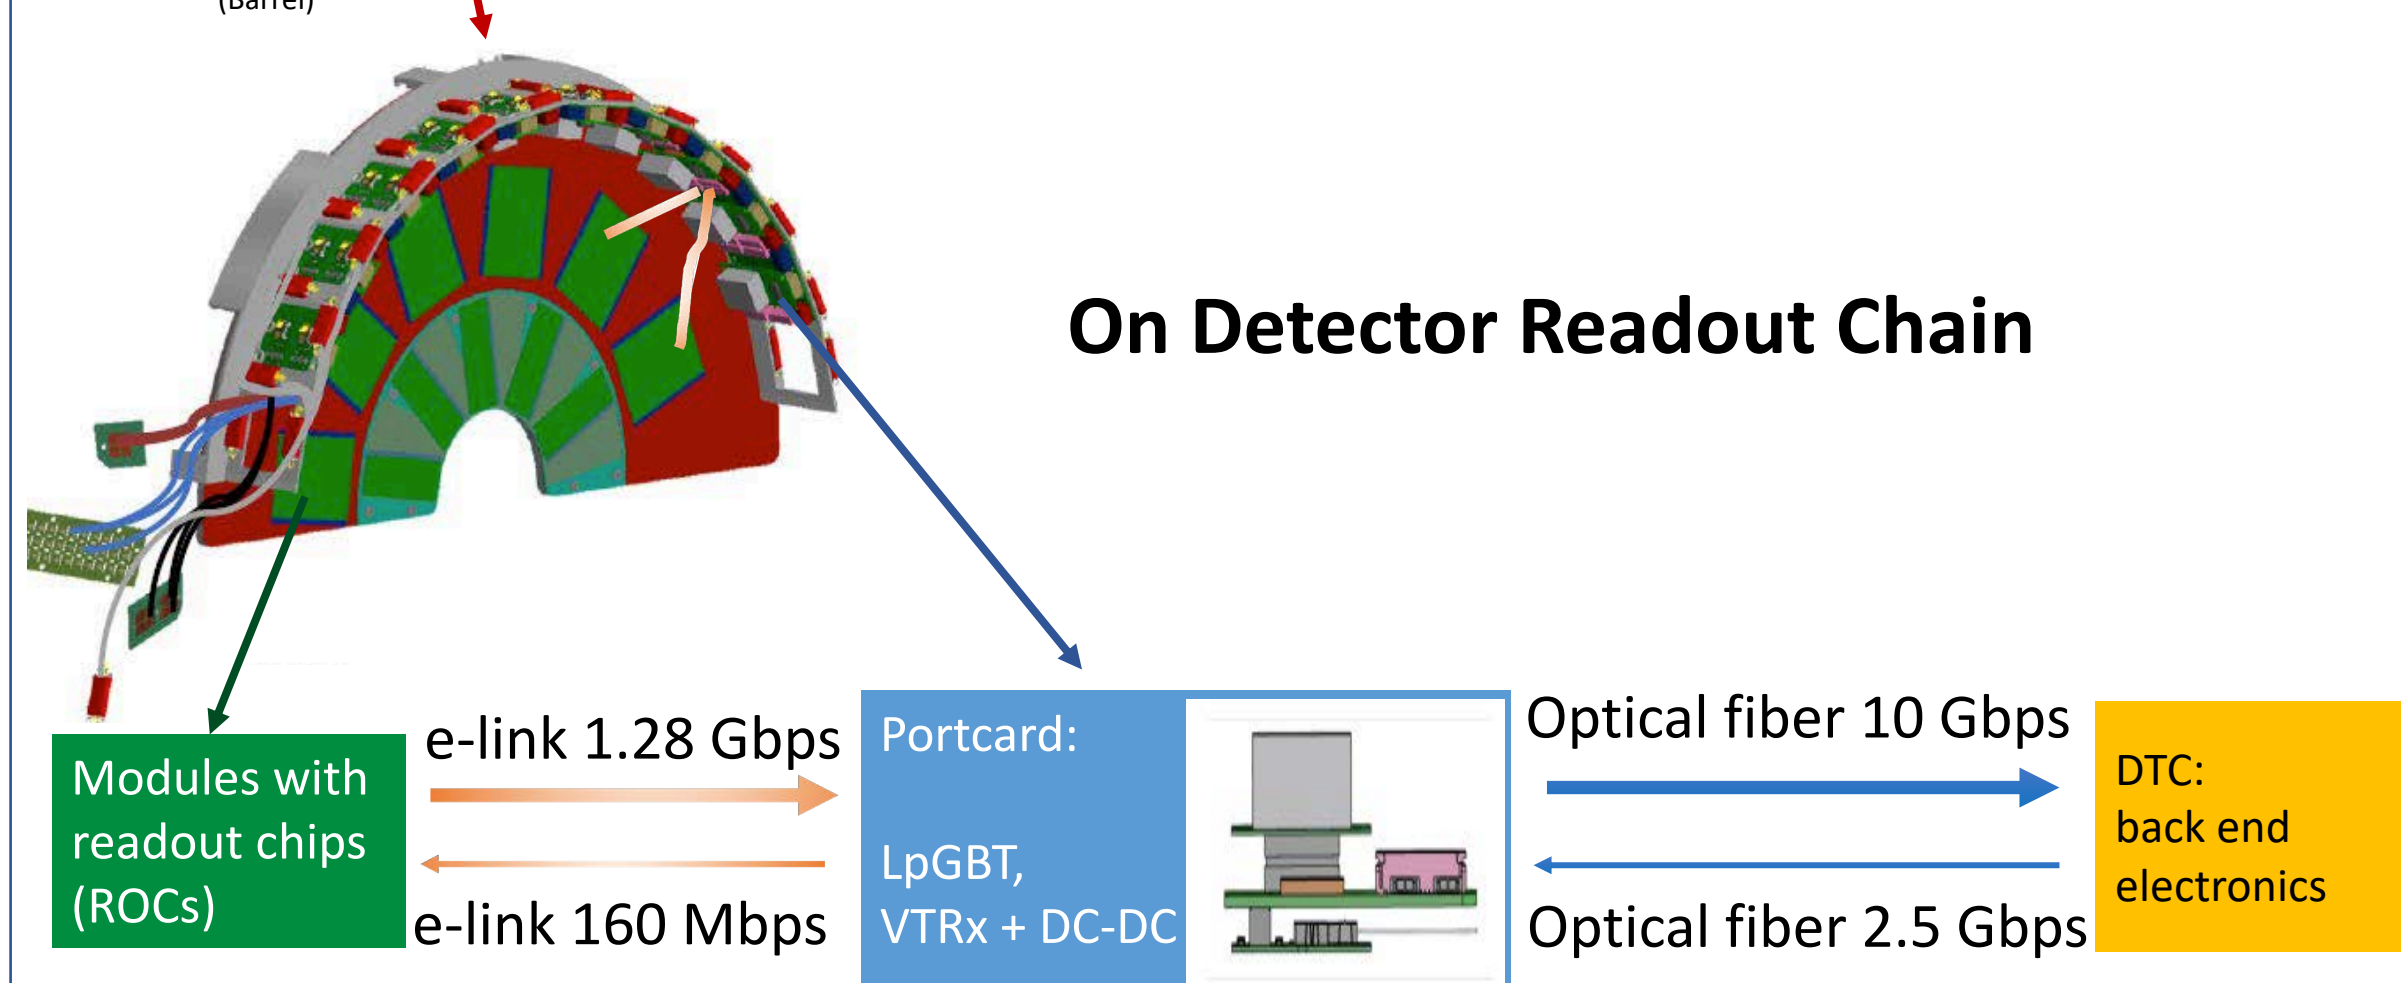 (Barrel)
On Detector Readout Chain
Modules with
readout chips
(ROCs)
e-link 1.28 Gbps
e-link 160 Mbps
Portcard:
LpGBT,
VTRx + DC-DC
Optical fiber 10 Gbps
Optical fiber 2.5 Gbps
DTC:
back end
electronics